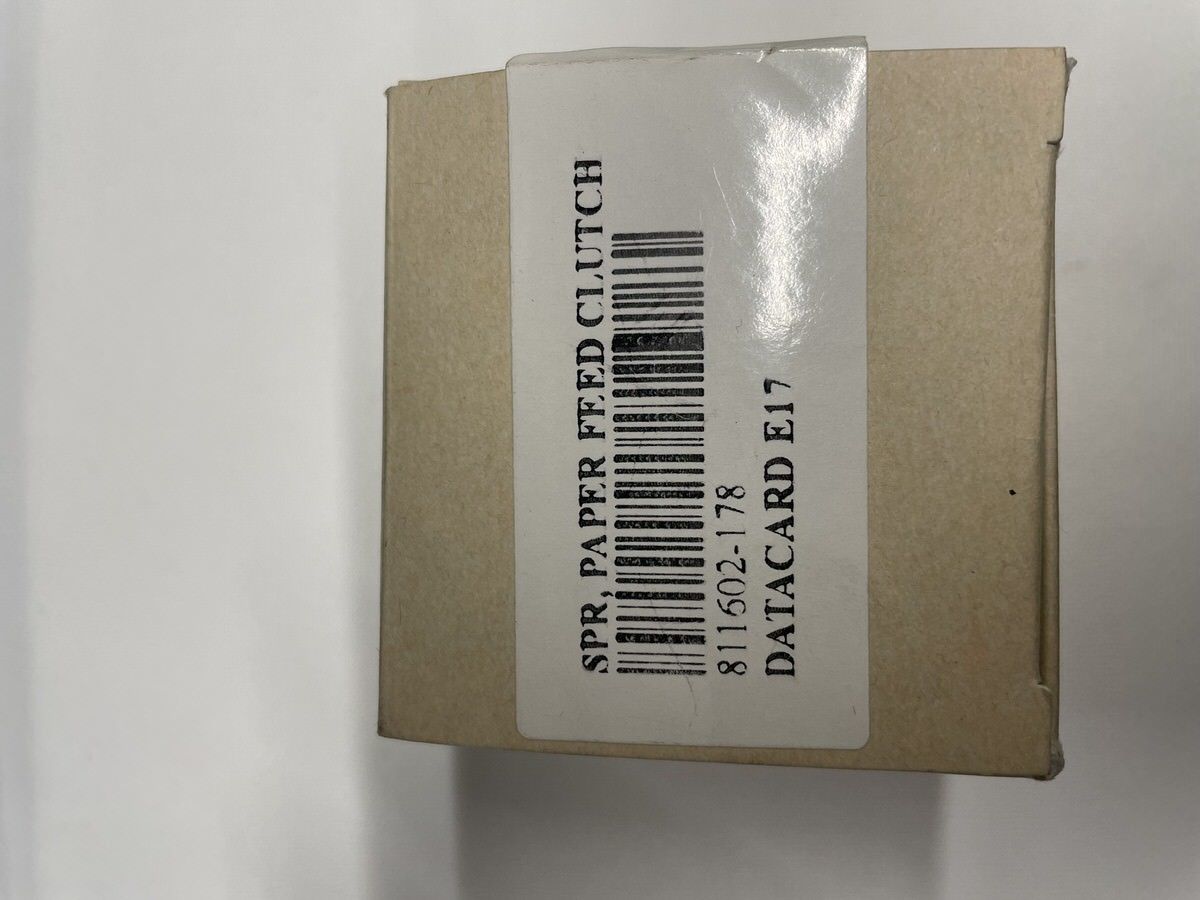 SPR, PAPER FEED CLUTCH
811602-178
DATACARD E17